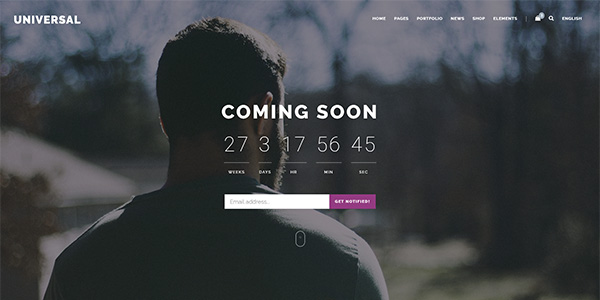 UNIVERSAL
HOME PAGES PORTFOLIO NEWS SHOP ELEMENTS ENGLISH
COMING SOON
27 3 17 56 45
WEEKS DAYS HR MIN SEC
Email address... GET NOTIFIED!